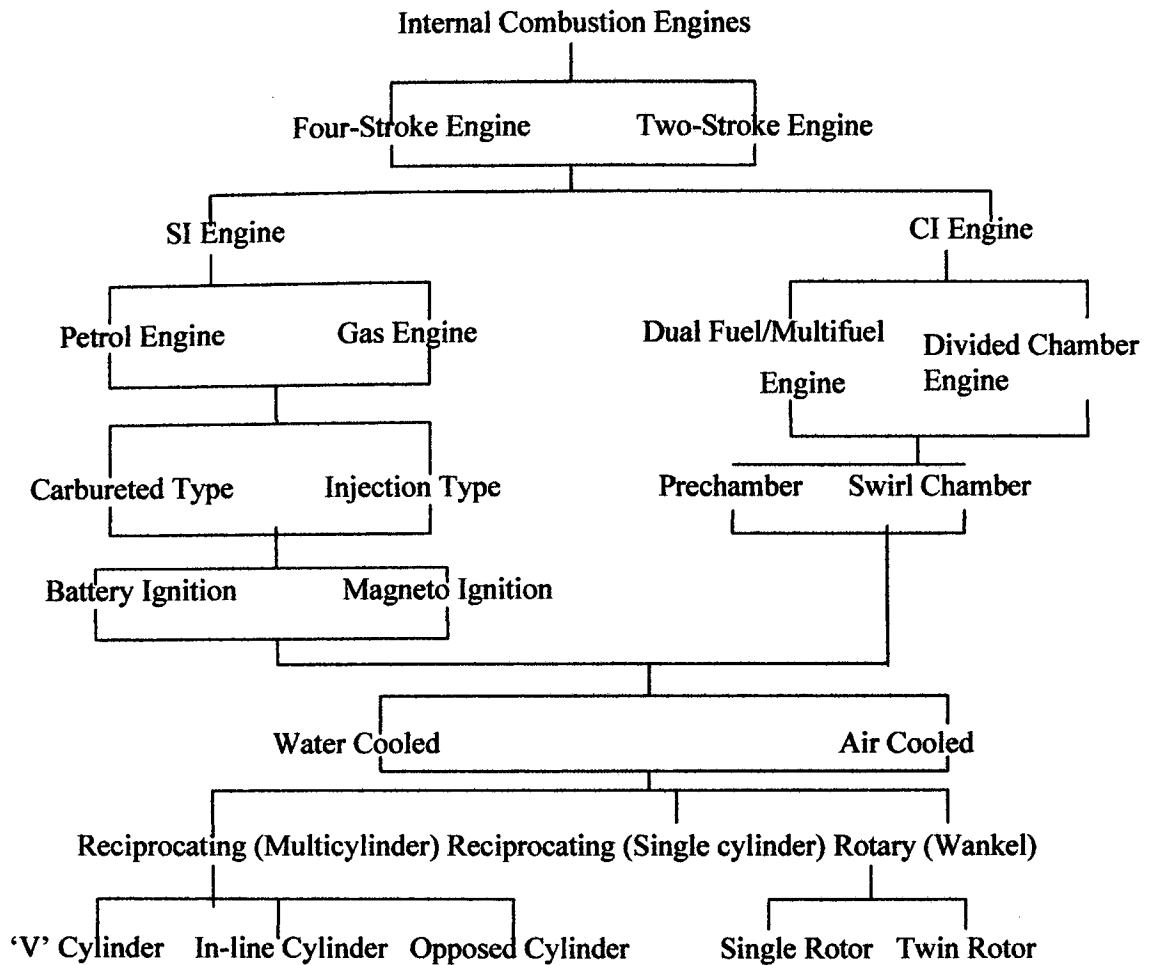 Internal Combustion Engines
Four-Stroke Engine Two-Stroke Engine
SI Engine CI Engine
Petrol Engine Gas Engine Dual Fuel/Multifuel Engine Divided Chamber Engine
Carbureted Type Injection Type Prechamber Swirl Chamber
Battery Ignition Magneto Ignition
Water Cooled Air Cooled
Reciprocating (Multicylinder) Reciprocating (Single cylinder) Rotary (Wankel)
‘V’ Cylinder In-line Cylinder Opposed Cylinder Single Rotor Twin Rotor